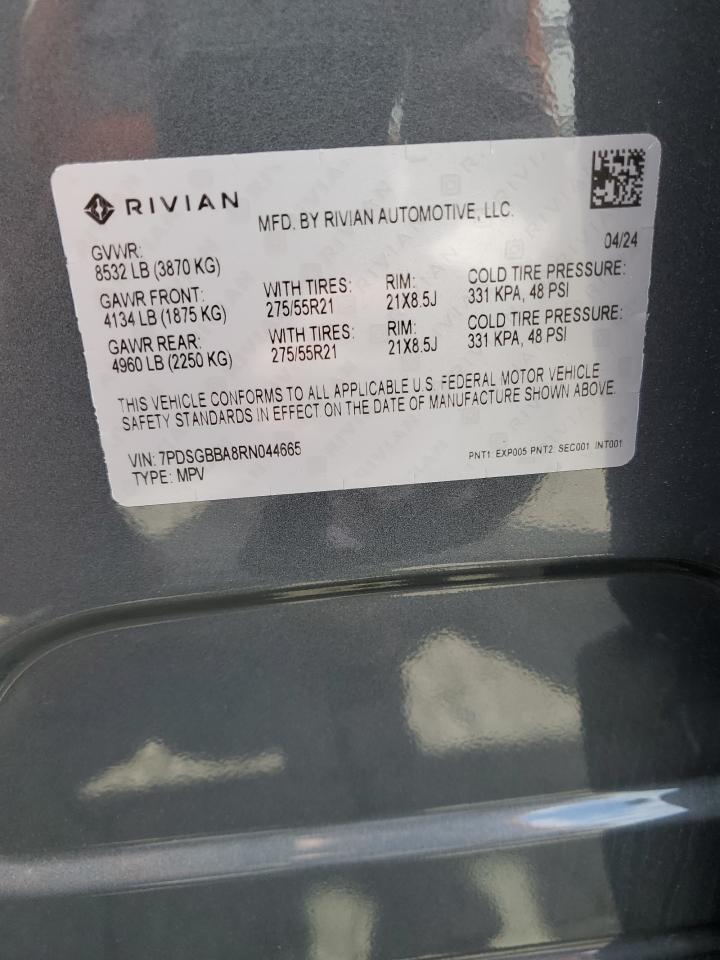 RIVIAN
MFD. BY RIVIAN AUTOMOTIVE, LLC.
04/24
GVWR:
8532 LB (3870 KG)
GAWR FRONT: WITH TIRES: RIM: COLD TIRE PRESSURE:
4134 LB (1875 KG) 275/55R21 21X8.5J 331 KPA, 48 PSI
GAWR REAR: WITH TIRES: RIM: COLD TIRE PRESSURE:
4960 LB (2250 KG) 275/55R21 21X8.5J 331 KPA, 48 PSI
THIS VEHICLE CONFORMS TO ALL APPLICABLE U.S. FEDERAL MOTOR VEHICLE
SAFETY STANDARDS IN EFFECT ON THE DATE OF MANUFACTURE SHOWN ABOVE.
VIN: 7PDSGBBA8RN044665 PNT1: EXP005 PNT2: SEC001 INT001
TYPE: MPV